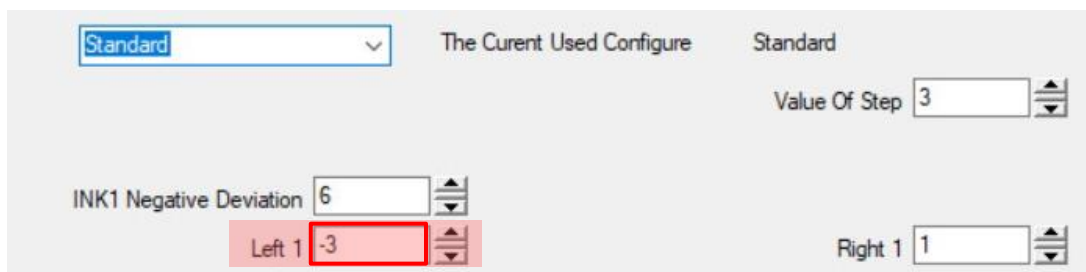 Standard The Curent Used Configure Standard
Value Of Step 3
INK1 Negative Deviation 6
Left 1 -3 Right 1 1